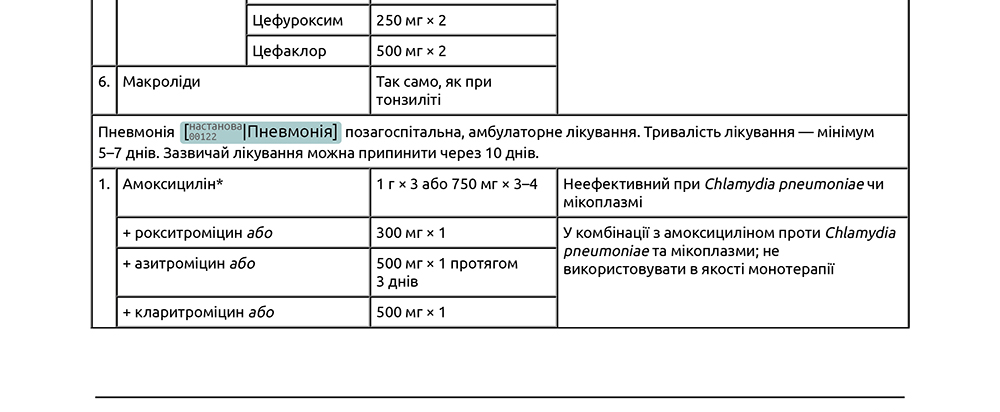 Цефуроксим 250 мг × 2
Цефаклор 500 мг × 2
6. Макроліди Так само, як при
тонзиліті
Пневмонія [настанова 00122|Пневмонія] позагоспітальна, амбулаторне лікування. Тривалість лікування — мінімум
5–7 днів. Зазвичай лікування можна припинити через 10 днів.
1. Амоксицилін* 1 г × 3 або 750 мг × 3–4 Неефективний при Chlamydia pneumoniae чи
мікоплазмі
+ рокситроміцин або 300 мг × 1 У комбінації з амоксициліном проти Chlamydia
pneumoniae та мікоплазми; не
використовувати в якості монотерапії
+ азитроміцин або 500 мг × 1 протягом
3 днів
+ кларитроміцин або 500 мг × 1